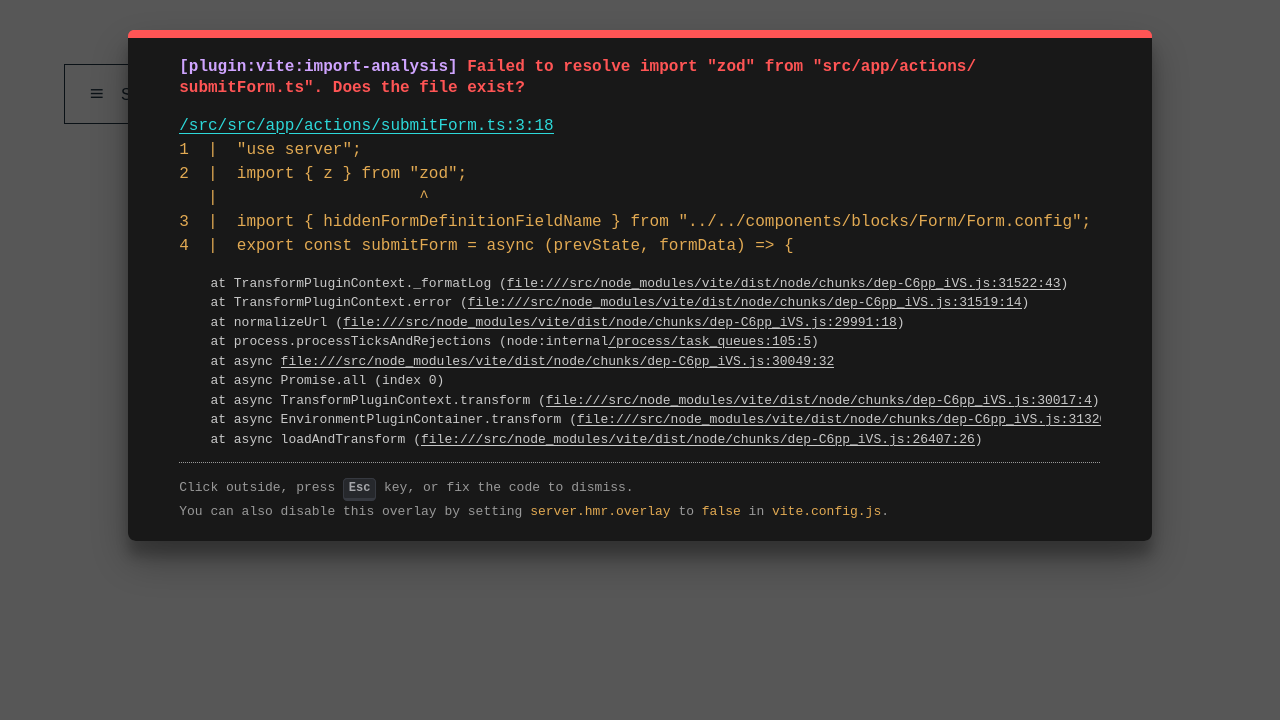 [plugin:vite:import-analysis] Failed to resolve import "zod" from "src/app/actions/
submitForm.ts". Does the file exist?
/src/src/app/actions/submitForm.ts:3:18
1  |  "use server";
2  |  import { z } from "zod";
   |                     ^
3  |  import { hiddenFormDefinitionFieldName } from "../../components/blocks/Form/Form.config";
4  |  export const submitForm = async (prevState, formData) => {
at TransformPluginContext._formatLog (file:///src/node_modules/vite/dist/node/chunks/dep-C6pp_iVS.js:31522:43)
at TransformPluginContext.error (file:///src/node_modules/vite/dist/node/chunks/dep-C6pp_iVS.js:31519:14)
at normalizeUrl (file:///src/node_modules/vite/dist/node/chunks/dep-C6pp_iVS.js:29991:18)
at process.processTicksAndRejections (node:internal/process/task_queues:105:5)
at async file:///src/node_modules/vite/dist/node/chunks/dep-C6pp_iVS.js:30049:32
at async Promise.all (index 0)
at async TransformPluginContext.transform (file:///src/node_modules/vite/dist/node/chunks/dep-C6pp_iVS.js:30017:4)
at async EnvironmentPluginContainer.transform (file:///src/node_modules/vite/dist/node/chunks/dep-C6pp_iVS.js:3132
at async loadAndTransform (file:///src/node_modules/vite/dist/node/chunks/dep-C6pp_iVS.js:26407:26)
Click outside, press Esc key, or fix the code to dismiss.
You can also disable this overlay by setting server.hmr.overlay to false in vite.config.js.